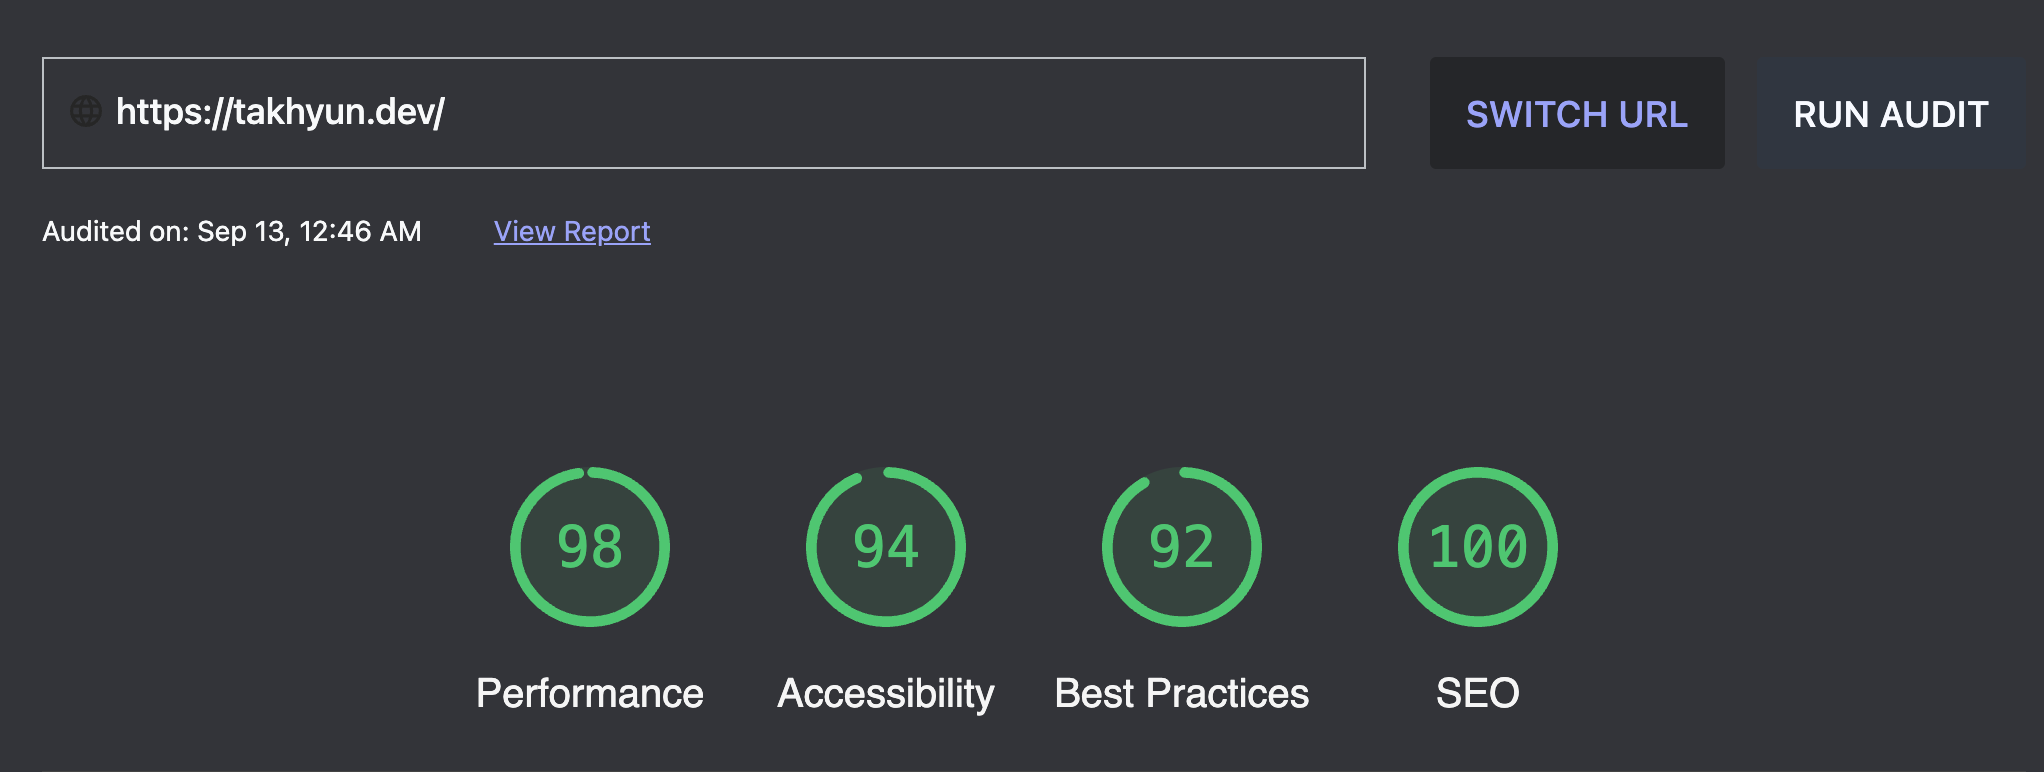 https://takhyun.dev/
SWITCH URL
RUN AUDIT
Audited on: Sep 13, 12:46 AM
View Report
98
94
92
100
Performance
Accessibility
Best Practices
SEO